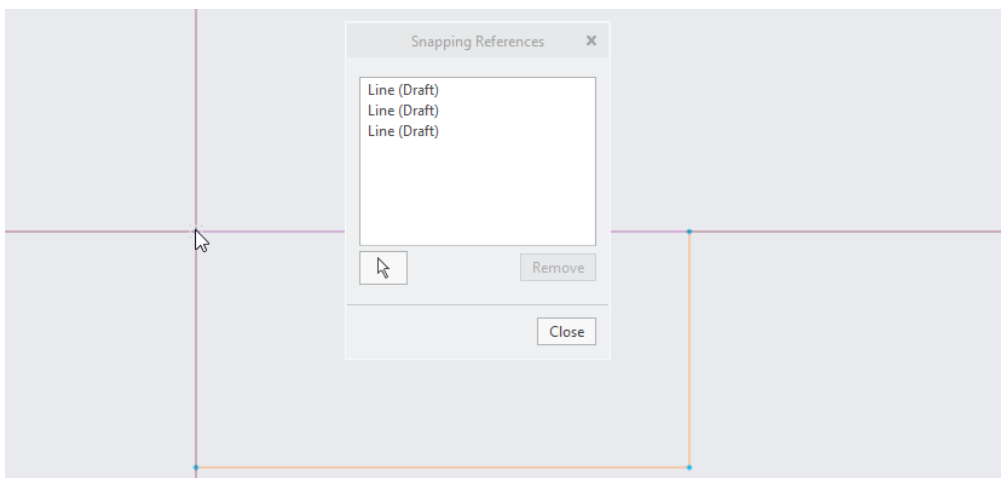 Snapping References
Line (Draft)
Line (Draft)
Line (Draft)
Remove
Close